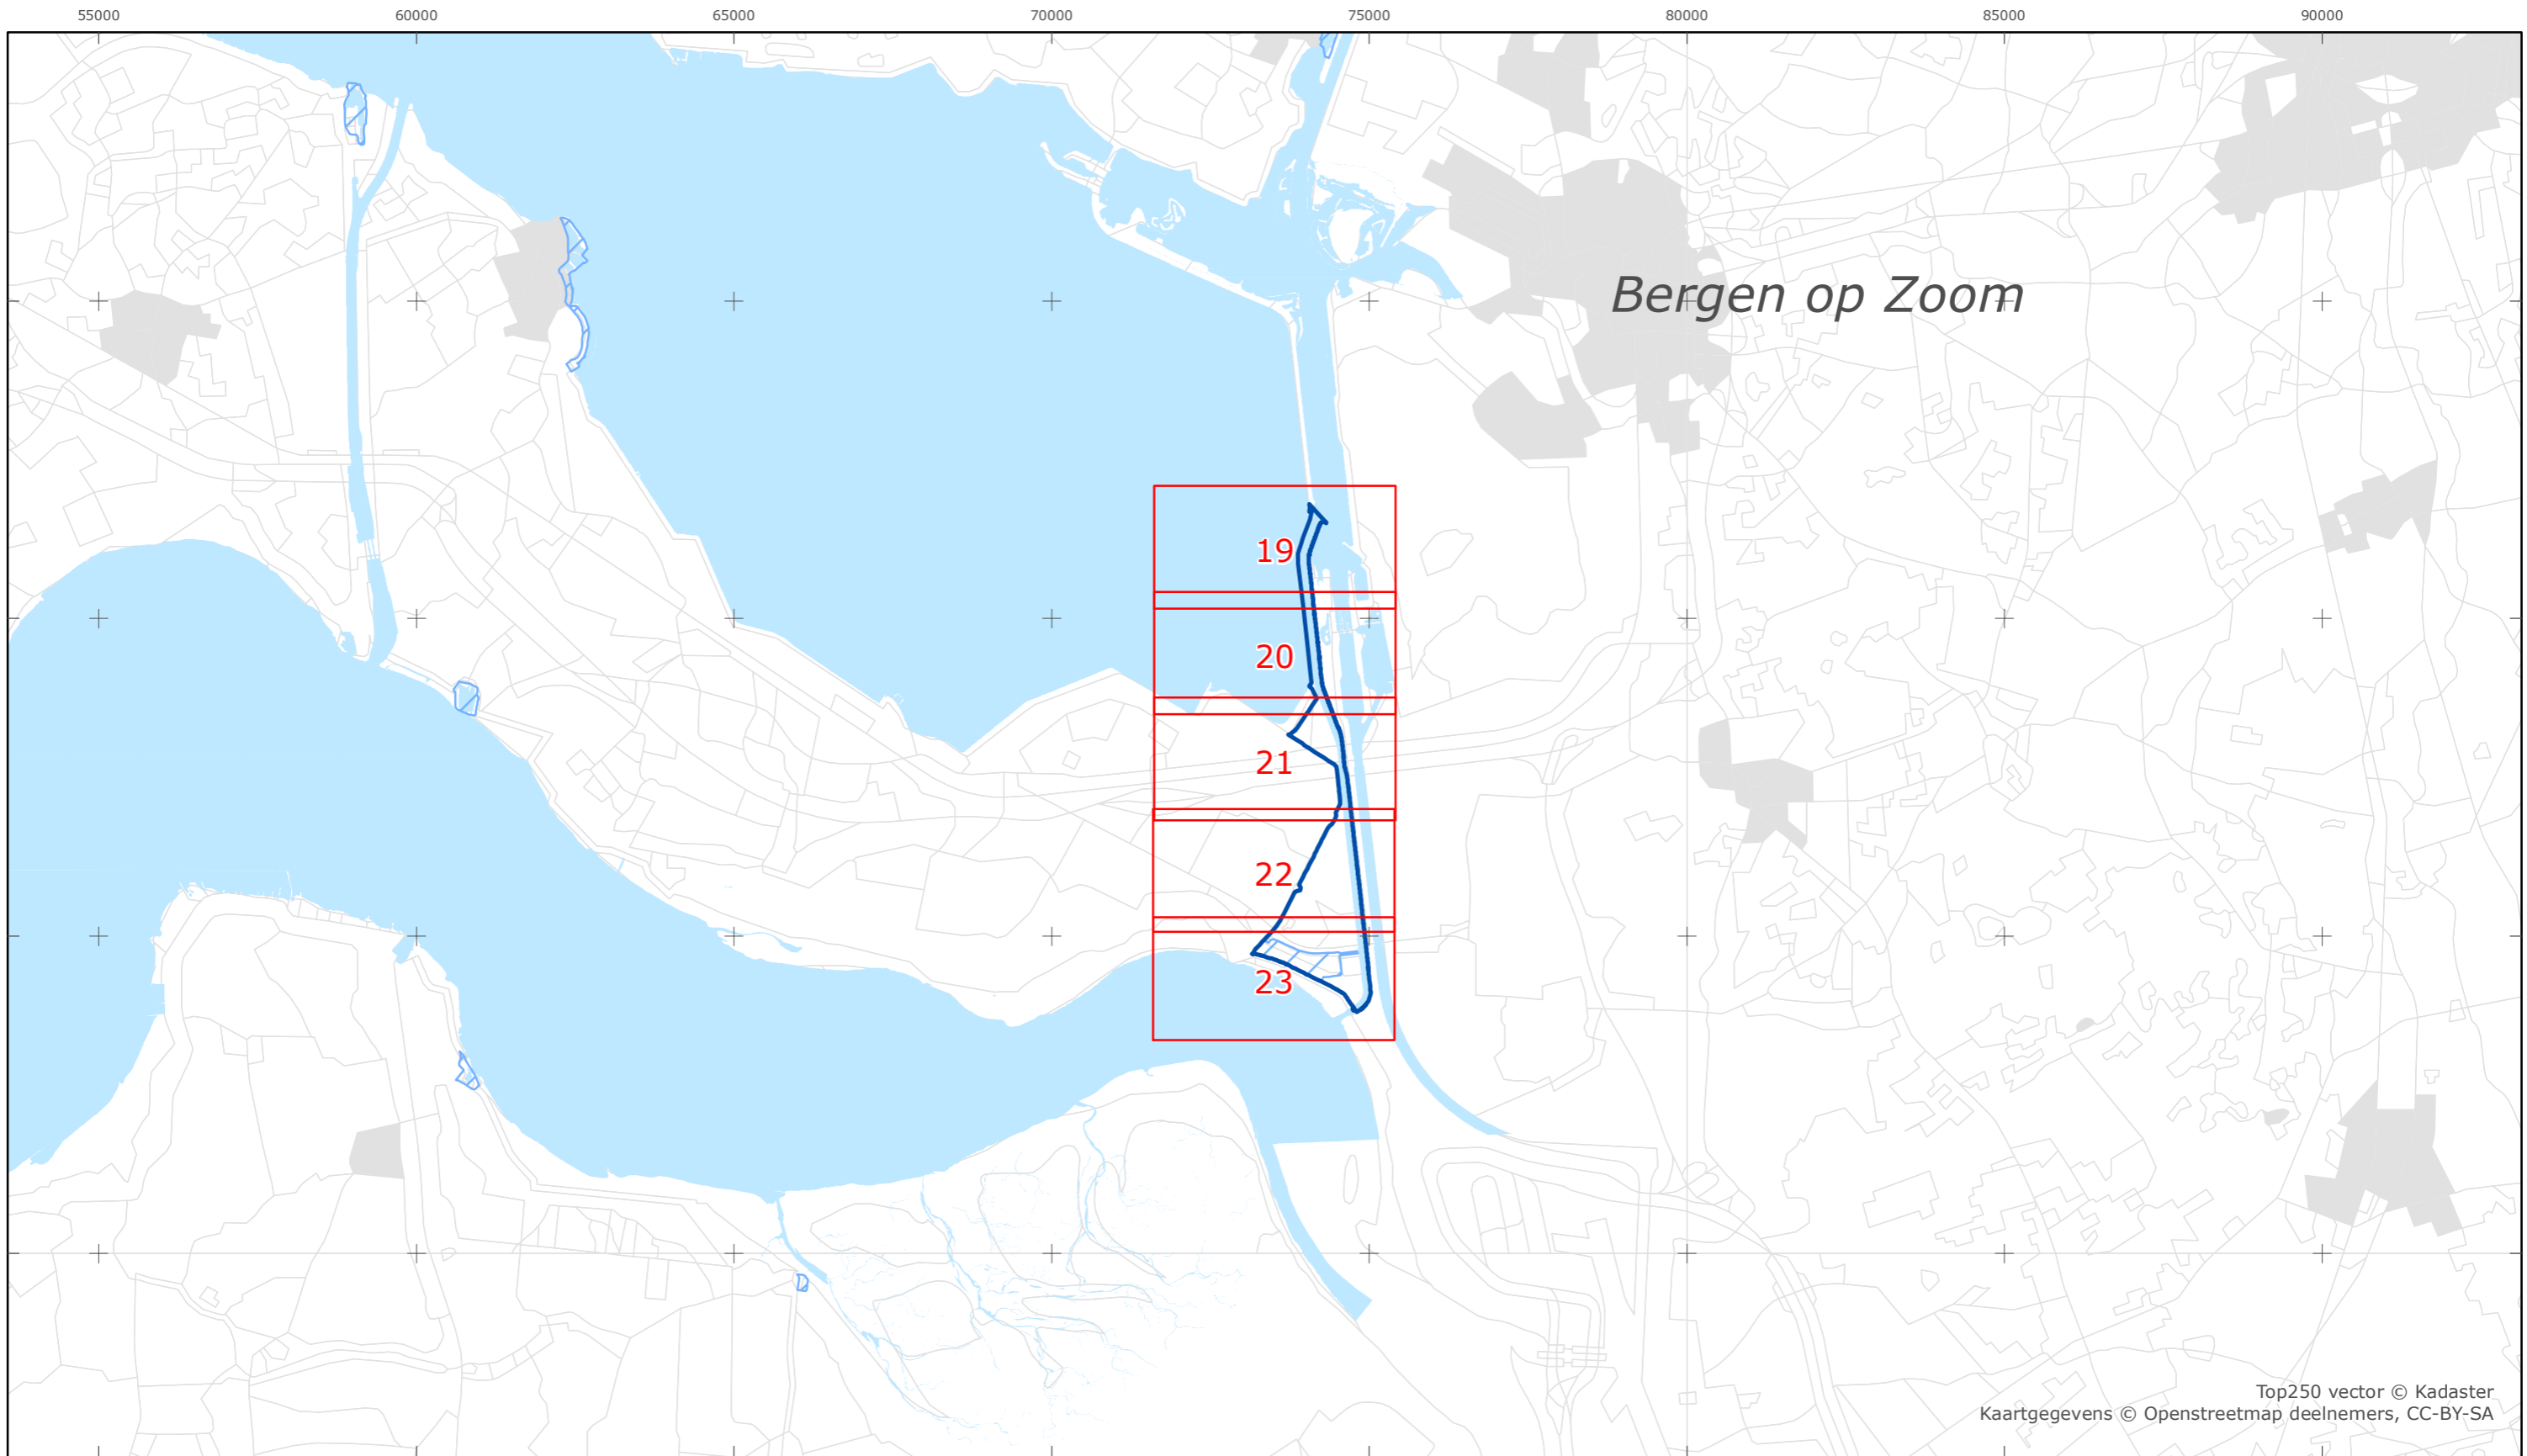 55000 60000 65000 70000 75000 80000 85000 90000
Bergen op Zoom
19
20
21
22
23
Top250 vector © Kadaster
Kaartgegevens © Openstreetmap deelnemers, CC-BY-SA